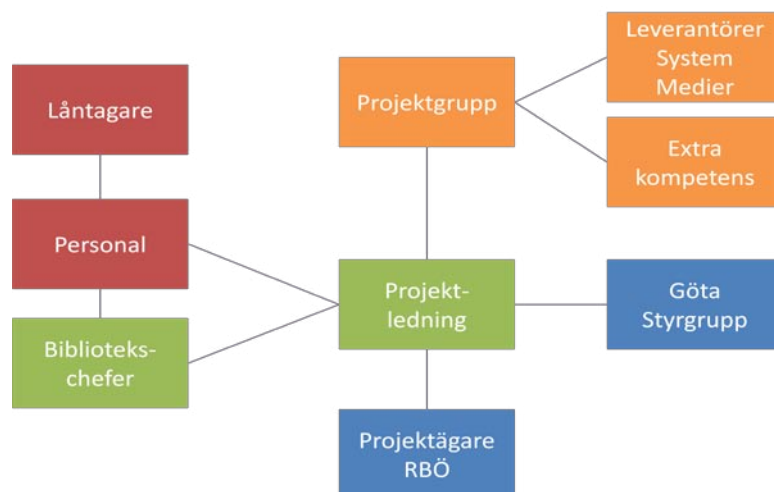 Låntagare
Personal
Biblioteks-
chefer
Projektgrupp
Projekt-
ledning
Projektägare
RBÖ
Leverantörer
System
Medier
Extra
kompetens
Göta
Styrgrupp